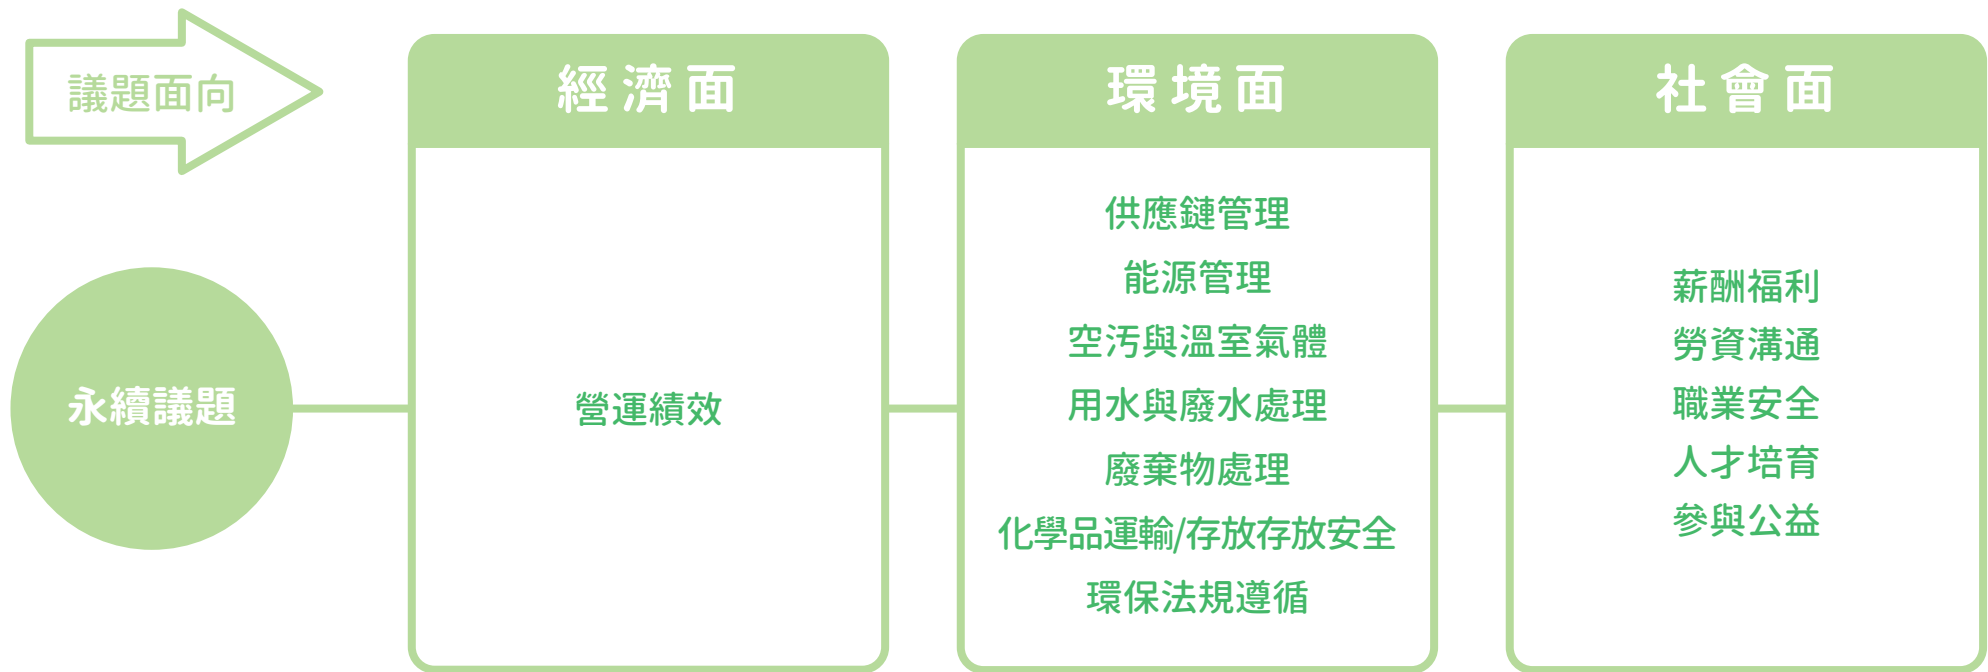 議題面向
經濟面
環境面
社會面
永續議題
營運績效
供應鏈管理
能源管理
空汚與溫室氣體
用水與廢水處理
廢棄物處理
化學品運輸/存放存放安全
環保法規遵循
薪酬福利
勞資溝通
職業安全
人才培育
參與公益